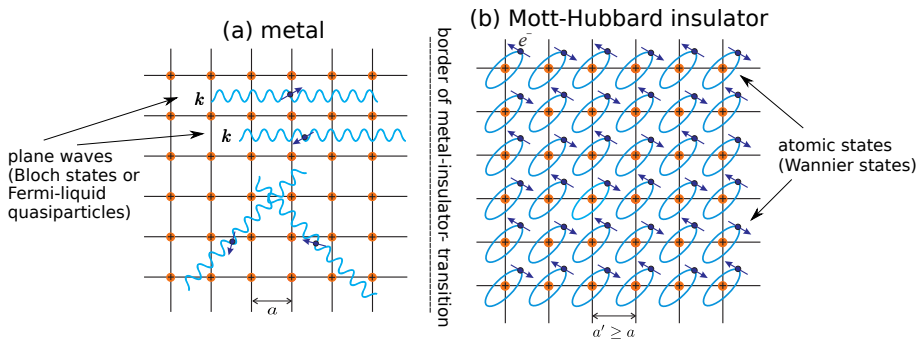 (a) metal
k
k
plane waves
(Bloch states or
Fermi-liquid
quasiparticles)
a
border of metal-insulator- transition
(b) Mott-Hubbard insulator
e⁻
atomic states
(Wannier states)
a′ ≥ a